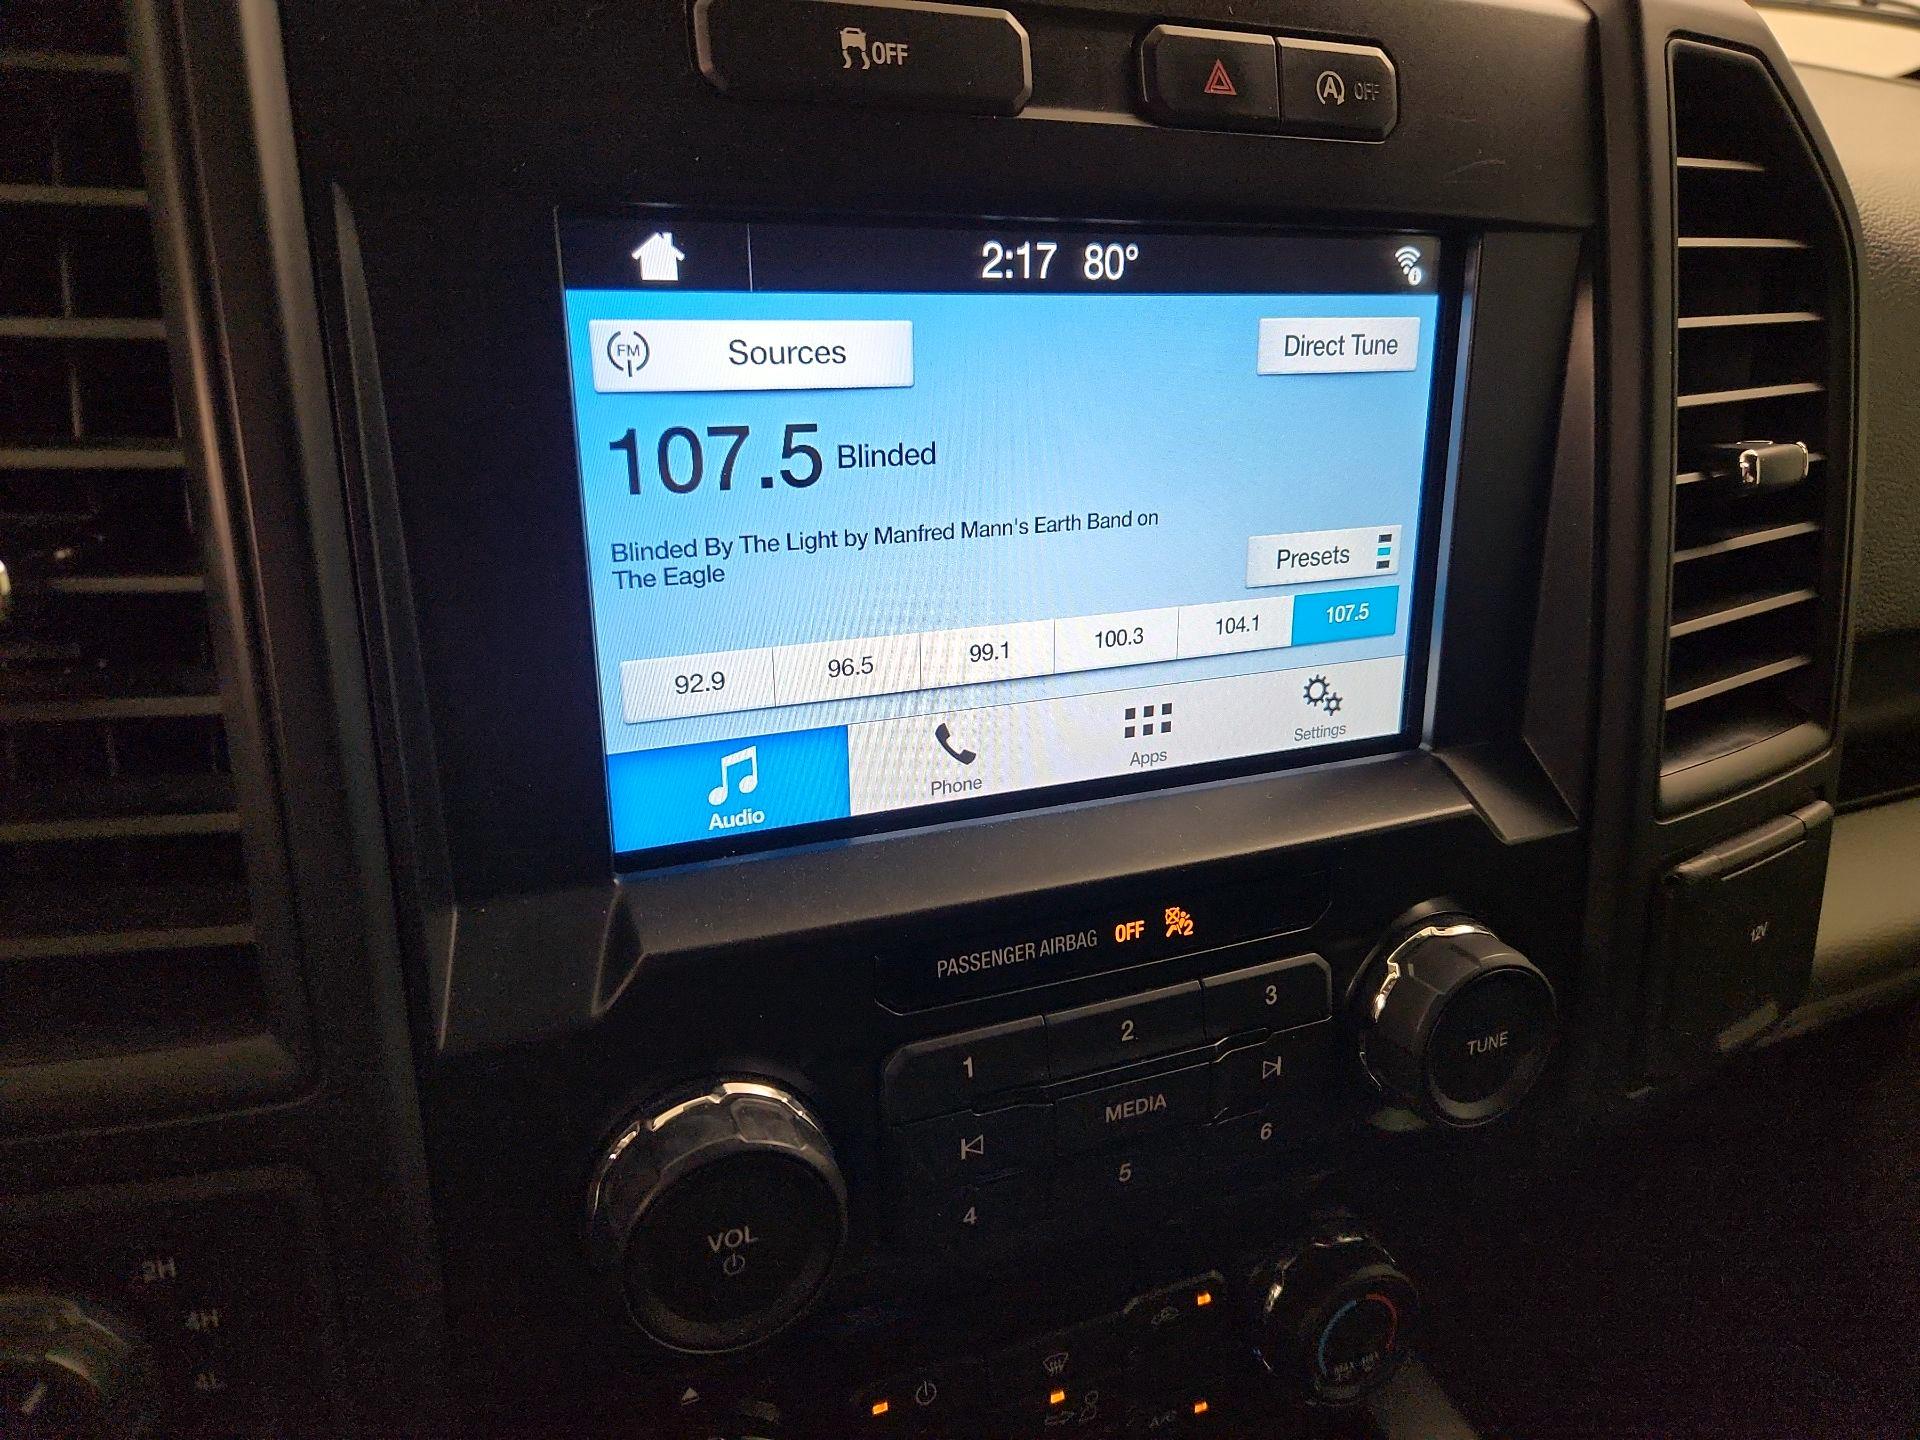 OFF
A OFF
2:17 80°
FM Sources
Direct Tune
107.5 Blinded
Blinded By The Light by Manfred Mann's Earth Band on
The Eagle
Presets
92.9 96.5 99.1 100.3 104.1 107.5
Audio Phone Apps Settings
PASSENGER AIRBAG OFF 2
1 2 3
MEDIA
4 5 6
VOL
TUNE
12V
2H
4H
4L
A/C